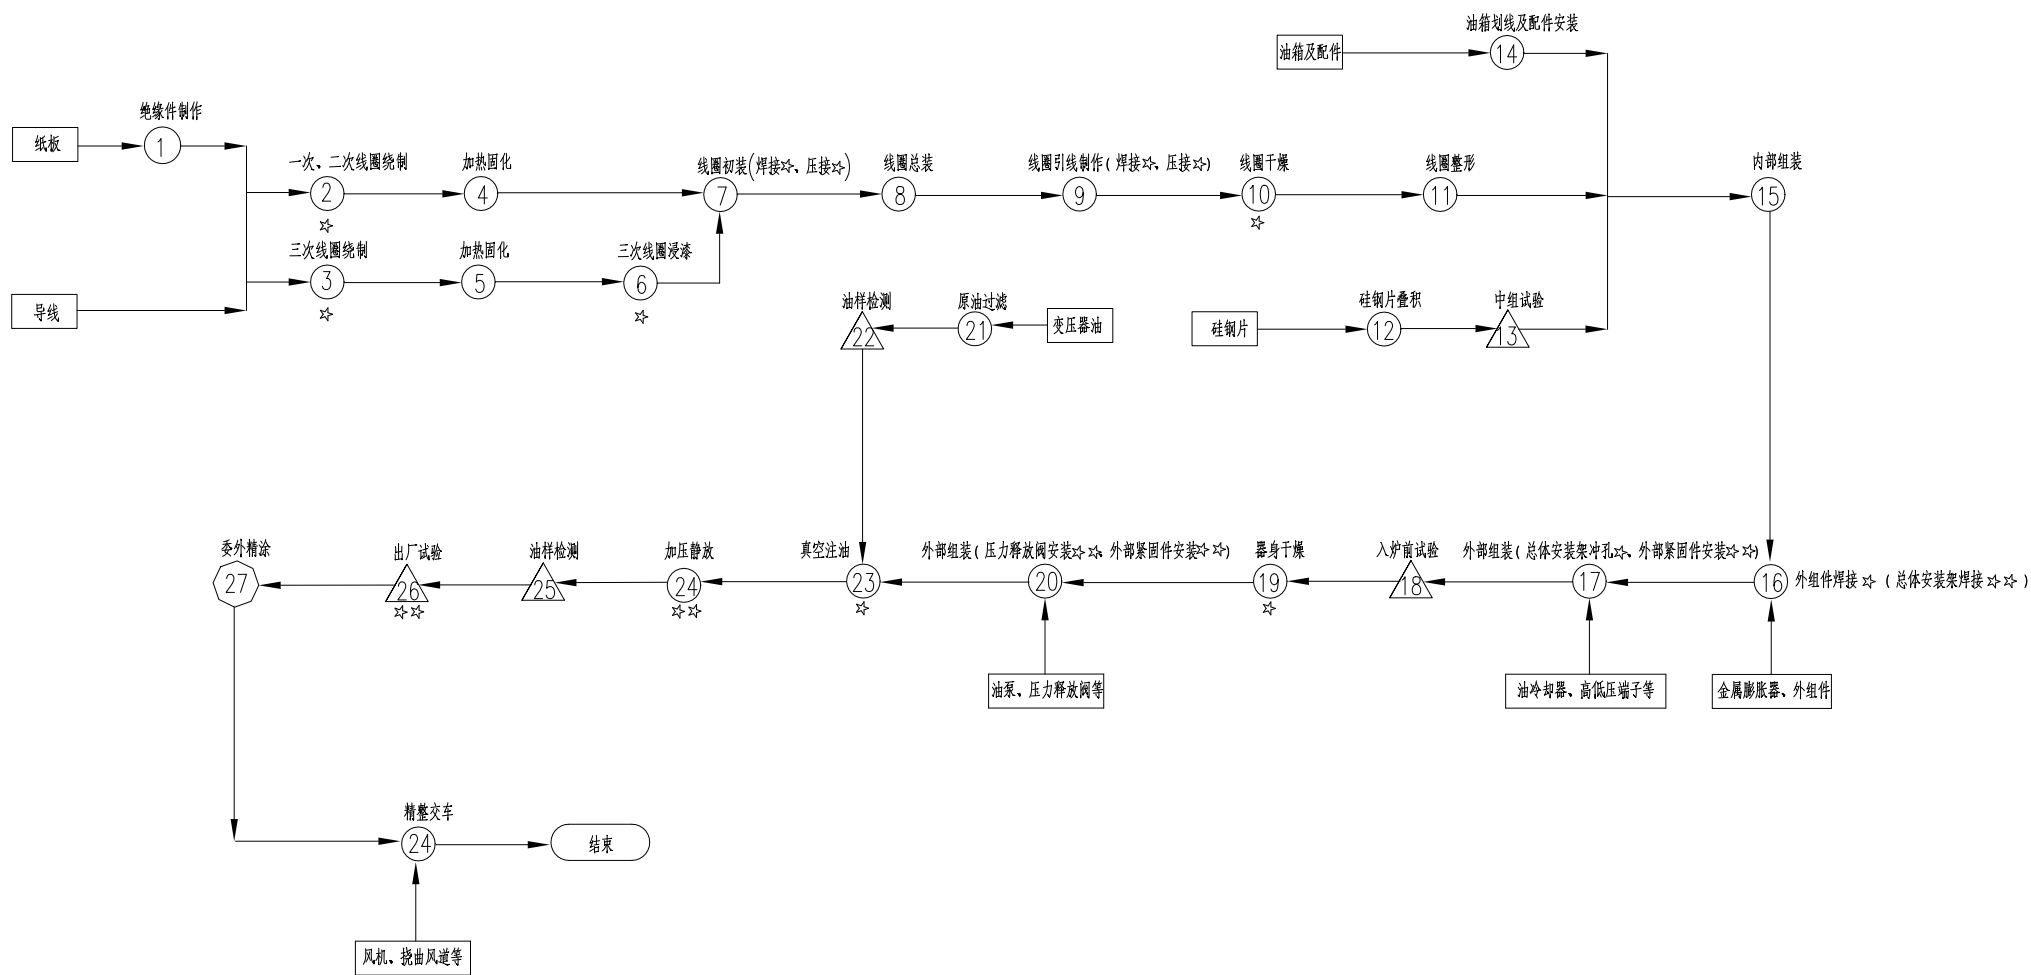 油箱划线及配件安装
油箱及配件
14
绝缘件制作
纸板
1
一次、二次线圈绕制
加热固化
线圈初装(焊接☆、压接☆)
线圈总装
线圈引线制作(焊接☆、压接☆)
线圈干燥
线圈整形
内部组装
2
4
7
8
9
10
11
15
☆
☆
三次线圈绕制
加热固化
三次线圈浸漆
3
5
6
☆
☆
导线
油样检测
原油过滤
变压器油
22
21
硅钢片叠积
中组试验
硅钢片
12
13
委外精涂
出厂试验
油样检测
加压静放
真空注油
外部组装(压力释放阀安装☆☆、外部紧固件安装☆☆)
器身干燥
入炉前试验
外部组装(总体安装架冲孔☆、外部紧固件安装☆☆)
外组件焊接☆(总体安装架焊接☆☆)
27
26
25
24
23
20
19
18
17
16
☆☆
☆☆
☆
☆
油泵、压力释放阀等
油冷却器、高低压端子等
金属膨胀器、外组件
精整交车
24
结束
风机、挠曲风道等